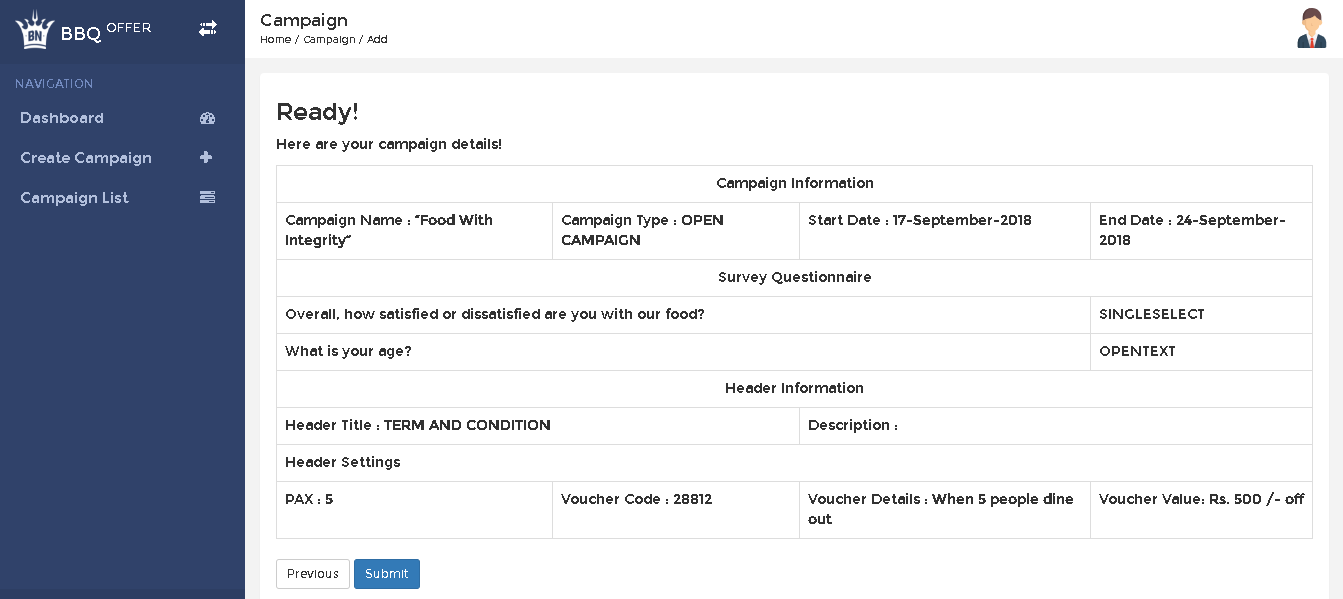 BN
BBQ OFFER
NAVIGATION
Dashboard
Create Campaign
Campaign List
Campaign
Home / Campaign / Add
Ready!
Here are your campaign details!
Campaign Information
Campaign Name : "Food With
Integrity"
Campaign Type : OPEN
CAMPAIGN
Start Date : 17-September-2018
End Date : 24-September-
2018
Survey Questionnaire
Overall, how satisfied or dissatisfied are you with our food?
SINGLESELECT
What is your age?
OPENTEXT
Header Information
Header Title : TERM AND CONDITION
Description :
Header Settings
PAX : 5
Voucher Code : 28812
Voucher Details : When 5 people dine
out
Voucher Value: Rs. 500 /- off
Previous
Submit